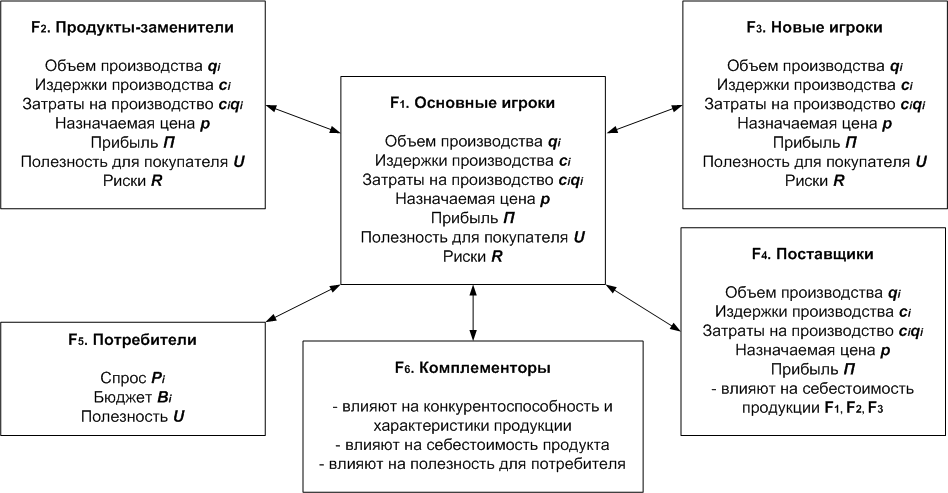 F2. Продукты-заменители
Объем производства qi
Издержки производства ci
Затраты на производство ciqi
Назначаемая цена p
Прибыль П
Полезность для покупателя U
Риски R
F1. Основные игроки
Объем производства qi
Издержки производства ci
Затраты на производство ciqi
Назначаемая цена p
Прибыль П
Полезность для покупателя U
Риски R
F3. Новые игроки
Объем производства qi
Издержки производства ci
Затраты на производство ciqi
Назначаемая цена p
Прибыль П
Полезность для покупателя U
Риски R
F4. Поставщики
Объем производства qi
Издержки производства ci
Затраты на производство ciqi
Назначаемая цена p
Прибыль П
- влияют на себестоимость
продукции F1, F2, F3
F5. Потребители
Спрос Pi
Бюджет Bi
Полезность U
F6. Комплементоры
- влияют на конкурентоспособность и
характеристики продукции
- влияют на себестоимость продукта
- влияют на полезность для потребителя